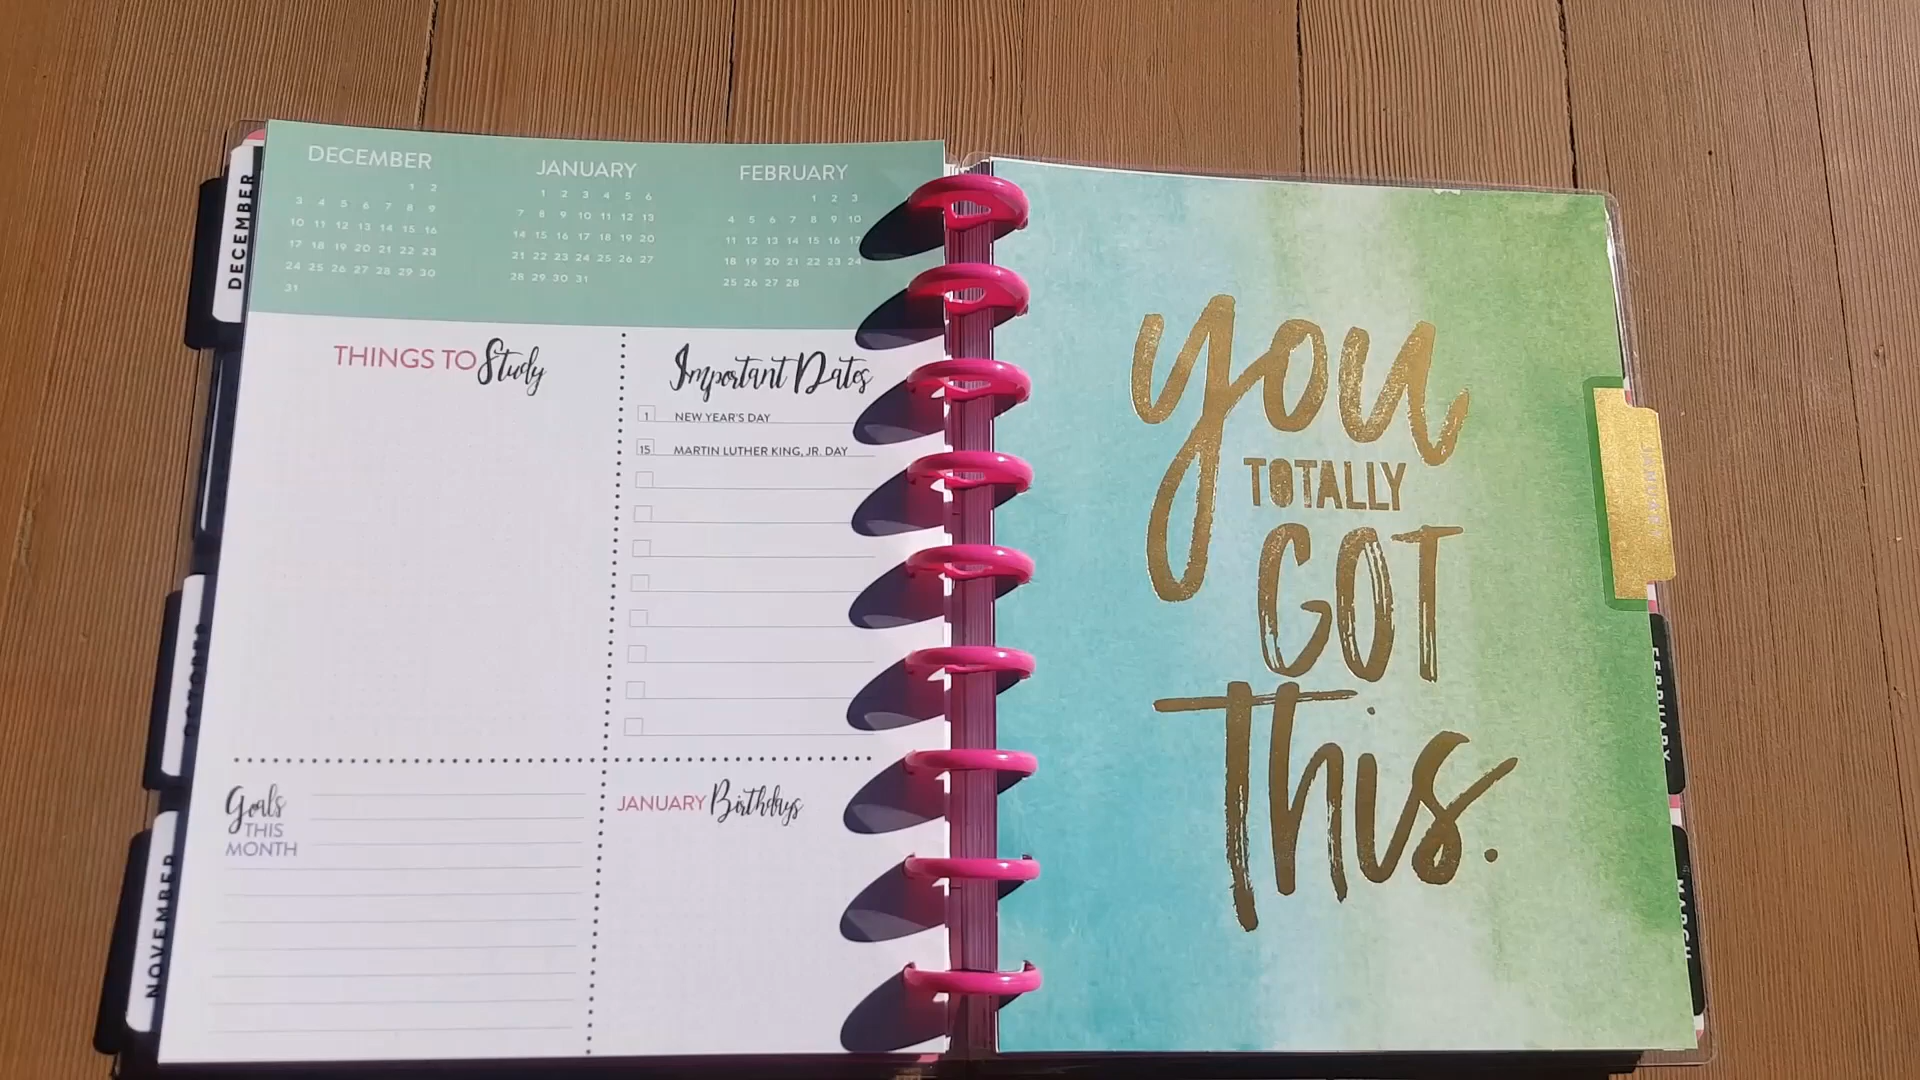 DECEMBER
1 2
3 4 5 6 7 8 9
10 11 12 13 14 15 16
17 18 19 20 21 22 23
24 25 26 27 28 29 30
31
JANUARY
1 2 3 4 5 6
7 8 9 10 11 12 13
14 15 16 17 18 19 20
21 22 23 24 25 26 27
28 29 30 31
FEBRUARY
1 2 3
4 5 6 7 8 9 10
11 12 13 14 15 16 17
18 19 20 21 22 23 24
25 26 27 28
THINGS TO Study
Important Dates
1 NEW YEAR'S DAY
15 MARTIN LUTHER KING, JR. DAY
Goals
THIS
MONTH
JANUARY Birthdays
DECEMBER
OCTOBER
NOVEMBER
you
TOTALLY
GOT
This.
FEBRUARY
MARCH